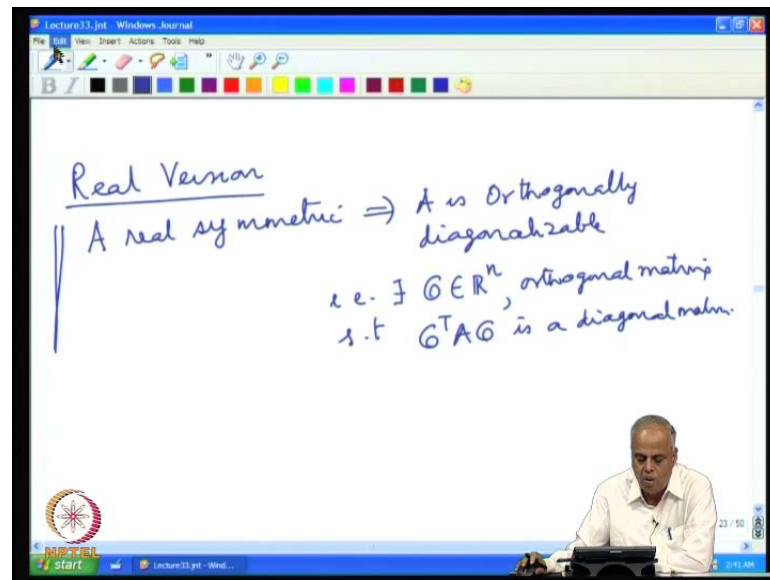 Lecture33.jnt - Windows Journal
File Edit View Insert Actions Tools Help
B I
Real Version
A real symmetric ⇒ A is Orthogonally
diagonalizable
i.e. ∃ O ∈ ℝⁿ, orthogonal matrix
s.t OᵀAO is a diagonal matrix.
23 / 50
NPTEL
start
Lecture33.jnt - Wind...
2:41 AM